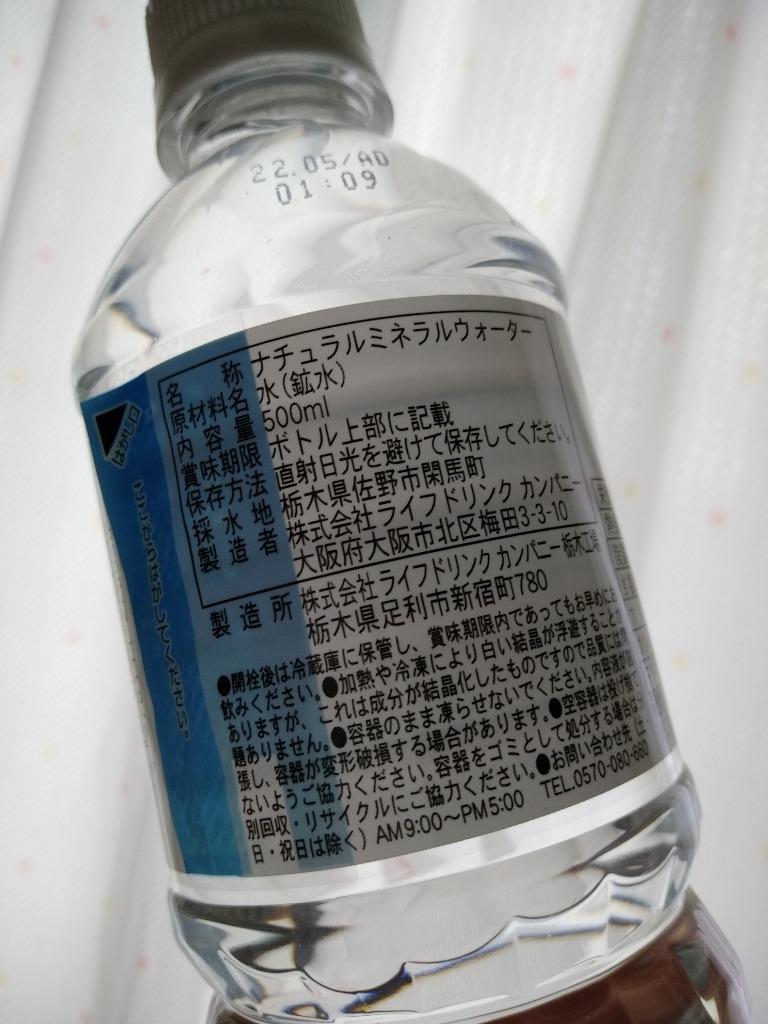 22.05/AD
01:09
名称 ナチュラルミネラルウォーター
原材料名 水(鉱水)
内容量 500ml
賞味期限 ボトル上部に記載
保存方法 直射日光を避けて保存してください。
採水地 栃木県佐野市閑馬町
製造者 株式会社ライフドリンク カンパニー
大阪府大阪市北区梅田3-3-10
製造所 株式会社ライフドリンク カンパニー 栃木工場
栃木県足利市新宿町780
●開栓後は冷蔵庫に保管し、賞味期限内であってもお早めにお
飲みください。●加熱や冷凍により白い結晶が浮遊することが
ありますが、これは成分が結晶化したものですので品質には問
題ありません。●容器のまま凍らせないでください。内容液が膨
張し、容器が変形破損する場合があります。●空容器は投げ捨て
ないようご協力ください。容器をゴミとして処分する場合は、
別回収・リサイクルにご協力ください。●お問い合わせ先(土・
日・祝日は除く) AM9:00～PM5:00 TEL.0570-080-660
はがし口
ここからはがしてください。